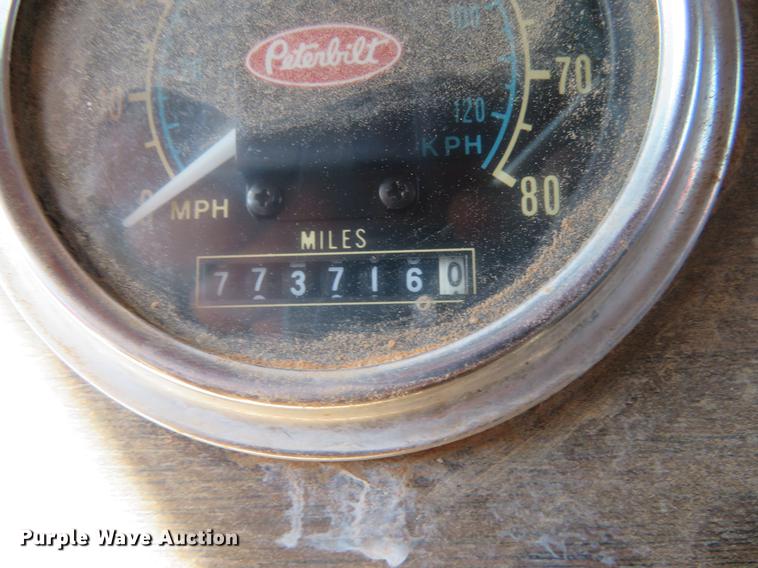 100
Peterbilt
70
120
KPH
80
MPH
MILES
7737160
Purple Wave Auction